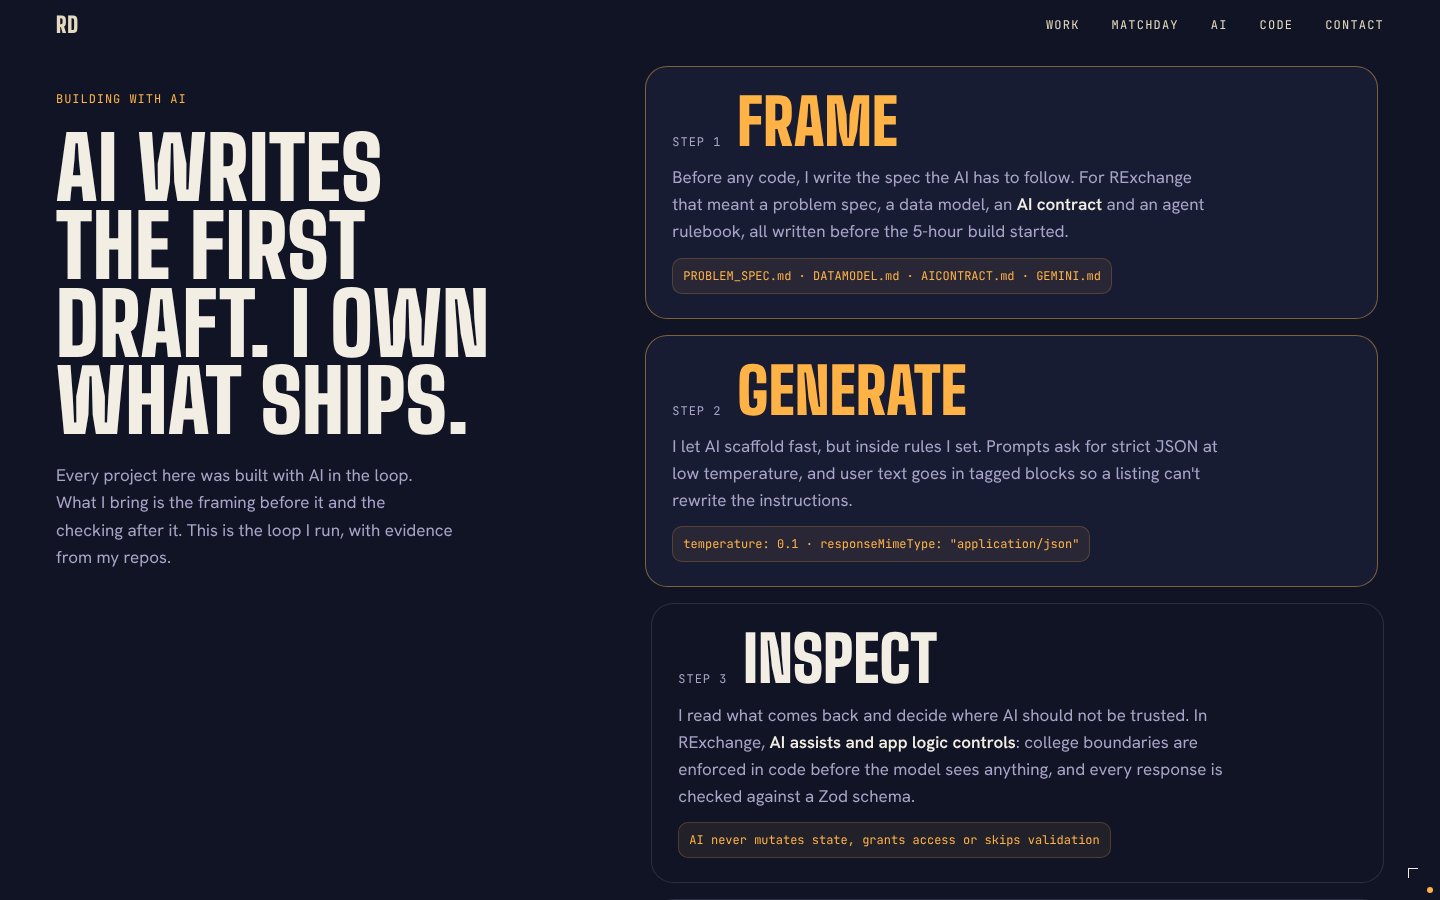 RD
WORK MATCHDAY AI CODE CONTACT
BUILDING WITH AI
AI WRITES
THE FIRST
DRAFT. I OWN
WHAT SHIPS.
Every project here was built with AI in the loop.
What I bring is the framing before it and the
checking after it. This is the loop I run, with evidence
from my repos.
STEP 1 FRAME
Before any code, I write the spec the AI has to follow. For RExchange
that meant a problem spec, a data model, an AI contract and an agent
rulebook, all written before the 5-hour build started.
PROBLEM_SPEC.md · DATAMODEL.md · AICONTRACT.md · GEMINI.md
STEP 2 GENERATE
I let AI scaffold fast, but inside rules I set. Prompts ask for strict JSON at
low temperature, and user text goes in tagged blocks so a listing can't
rewrite the instructions.
temperature: 0.1 · responseMimeType: "application/json"
STEP 3 INSPECT
I read what comes back and decide where AI should not be trusted. In
RExchange, AI assists and app logic controls: college boundaries are
enforced in code before the model sees anything, and every response is
checked against a Zod schema.
AI never mutates state, grants access or skips validation